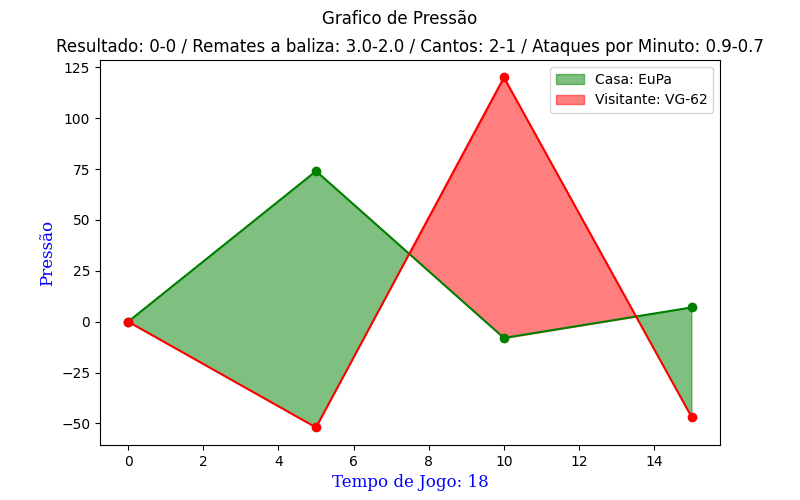 Grafico de Pressão
Resultado: 0-0 / Remates a baliza: 3.0-2.0 / Cantos: 2-1 / Ataques por Minuto: 0.9-0.7
Casa: EuPa
Visitante: VG-62
125
100
75
50
25
0
−25
−50
Pressão
0 2 4 6 8 10 12 14
Tempo de Jogo: 18